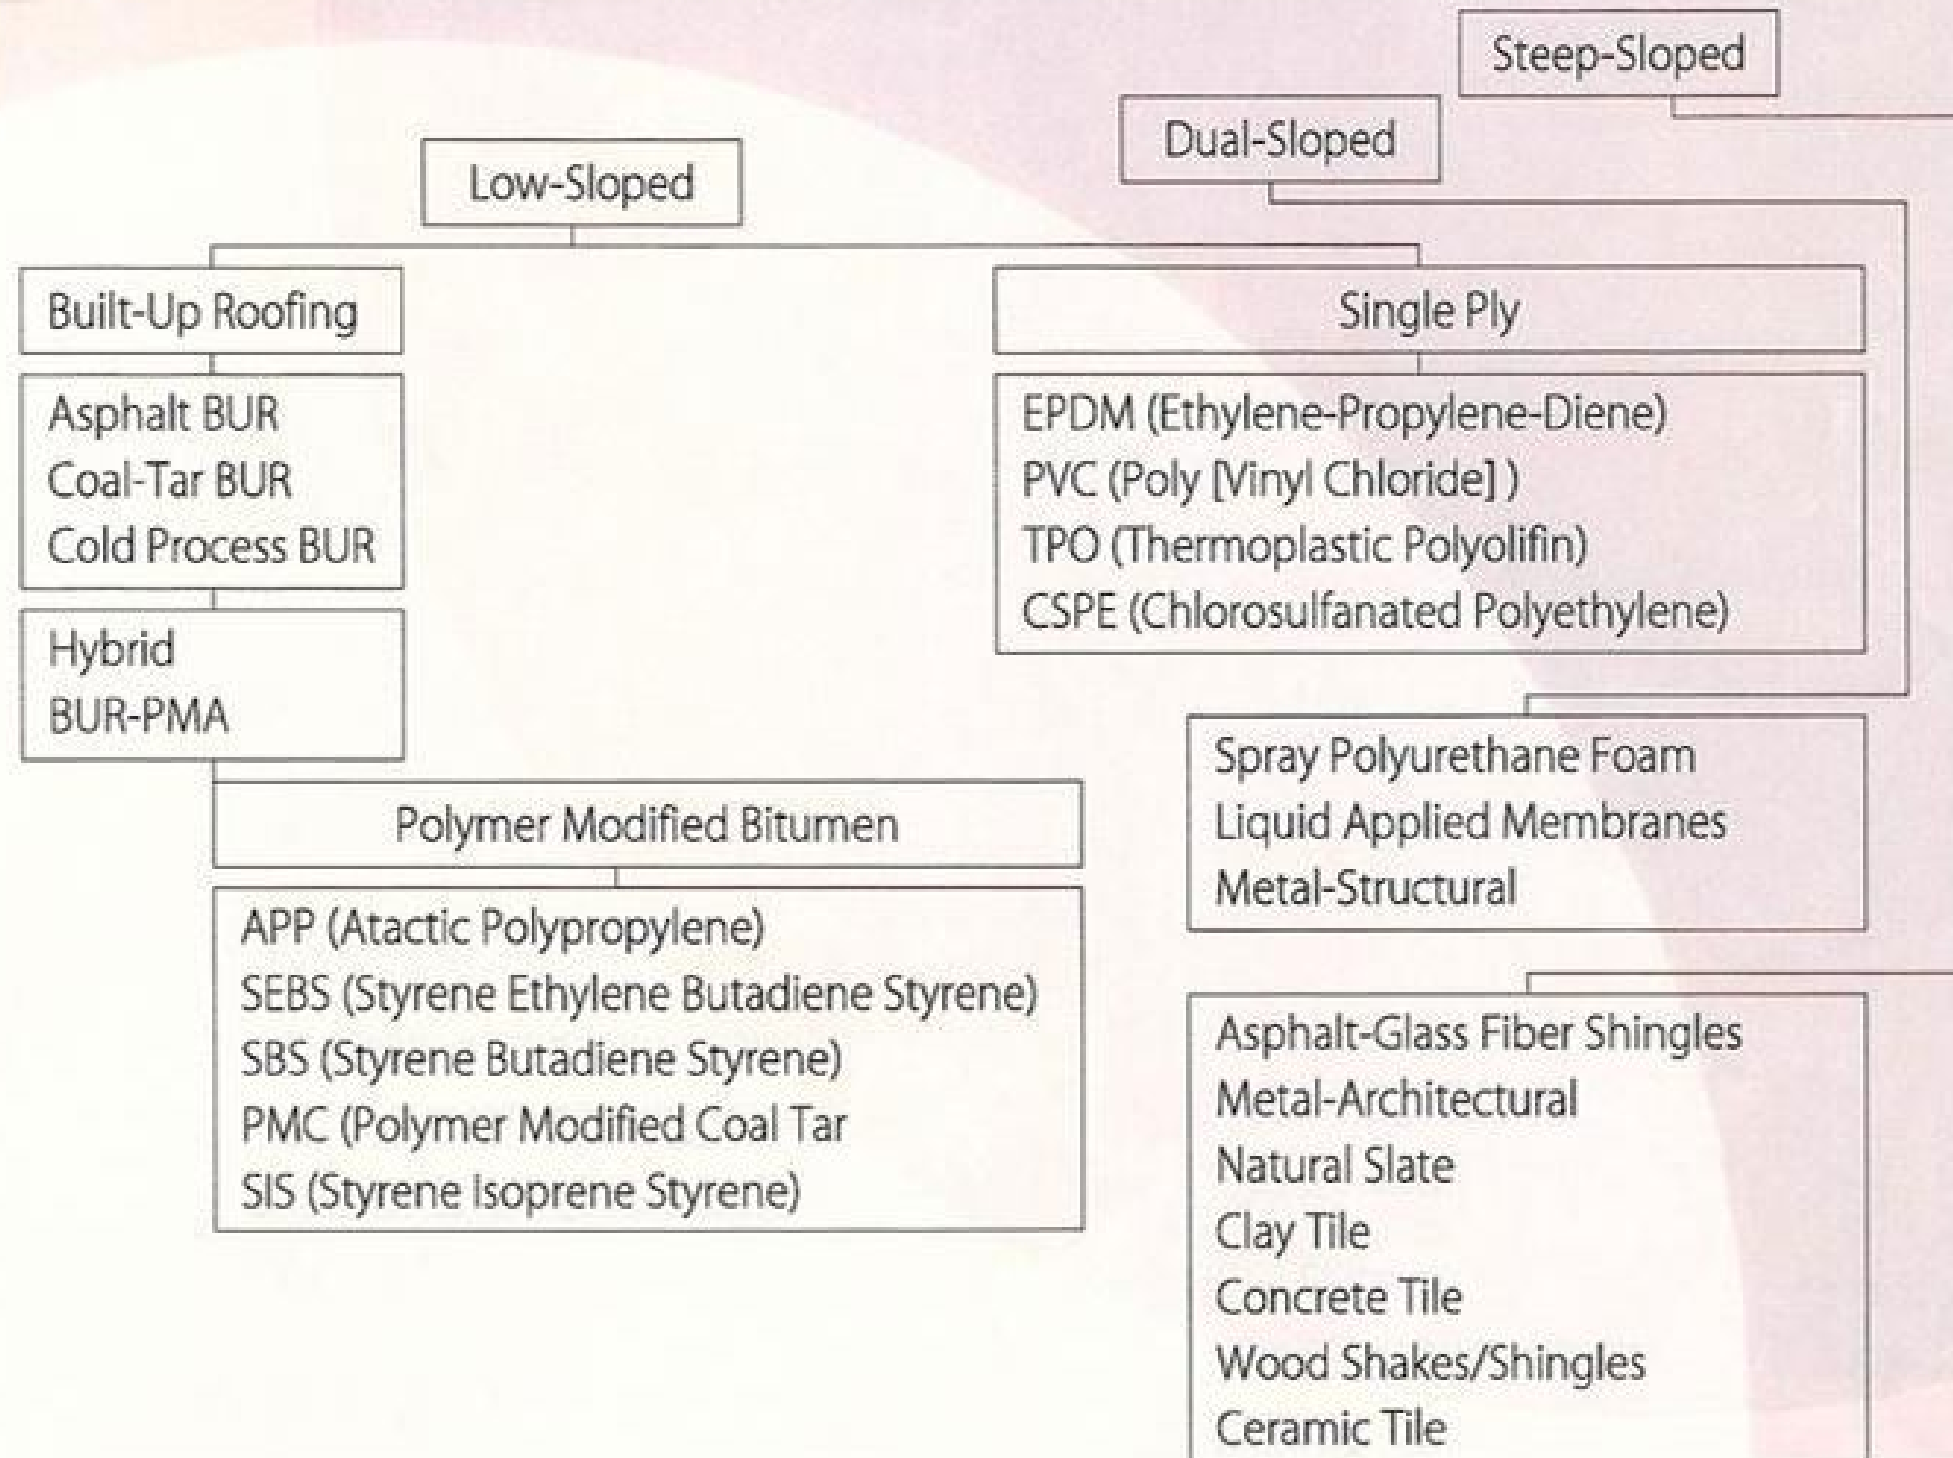 Steep-Sloped
Dual-Sloped
Low-Sloped
Built-Up Roofing
Asphalt BUR
Coal-Tar BUR
Cold Process BUR
Hybrid
BUR-PMA
Polymer Modified Bitumen
APP (Atactic Polypropylene)
SEBS (Styrene Ethylene Butadiene Styrene)
SBS (Styrene Butadiene Styrene)
PMC (Polymer Modified Coal Tar
SIS (Styrene Isoprene Styrene)
Single Ply
EPDM (Ethylene-Propylene-Diene)
PVC (Poly [Vinyl Chloride] )
TPO (Thermoplastic Polyolifin)
CSPE (Chlorosulfanated Polyethylene)
Spray Polyurethane Foam
Liquid Applied Membranes
Metal-Structural
Asphalt-Glass Fiber Shingles
Metal-Architectural
Natural Slate
Clay Tile
Concrete Tile
Wood Shakes/Shingles
Ceramic Tile